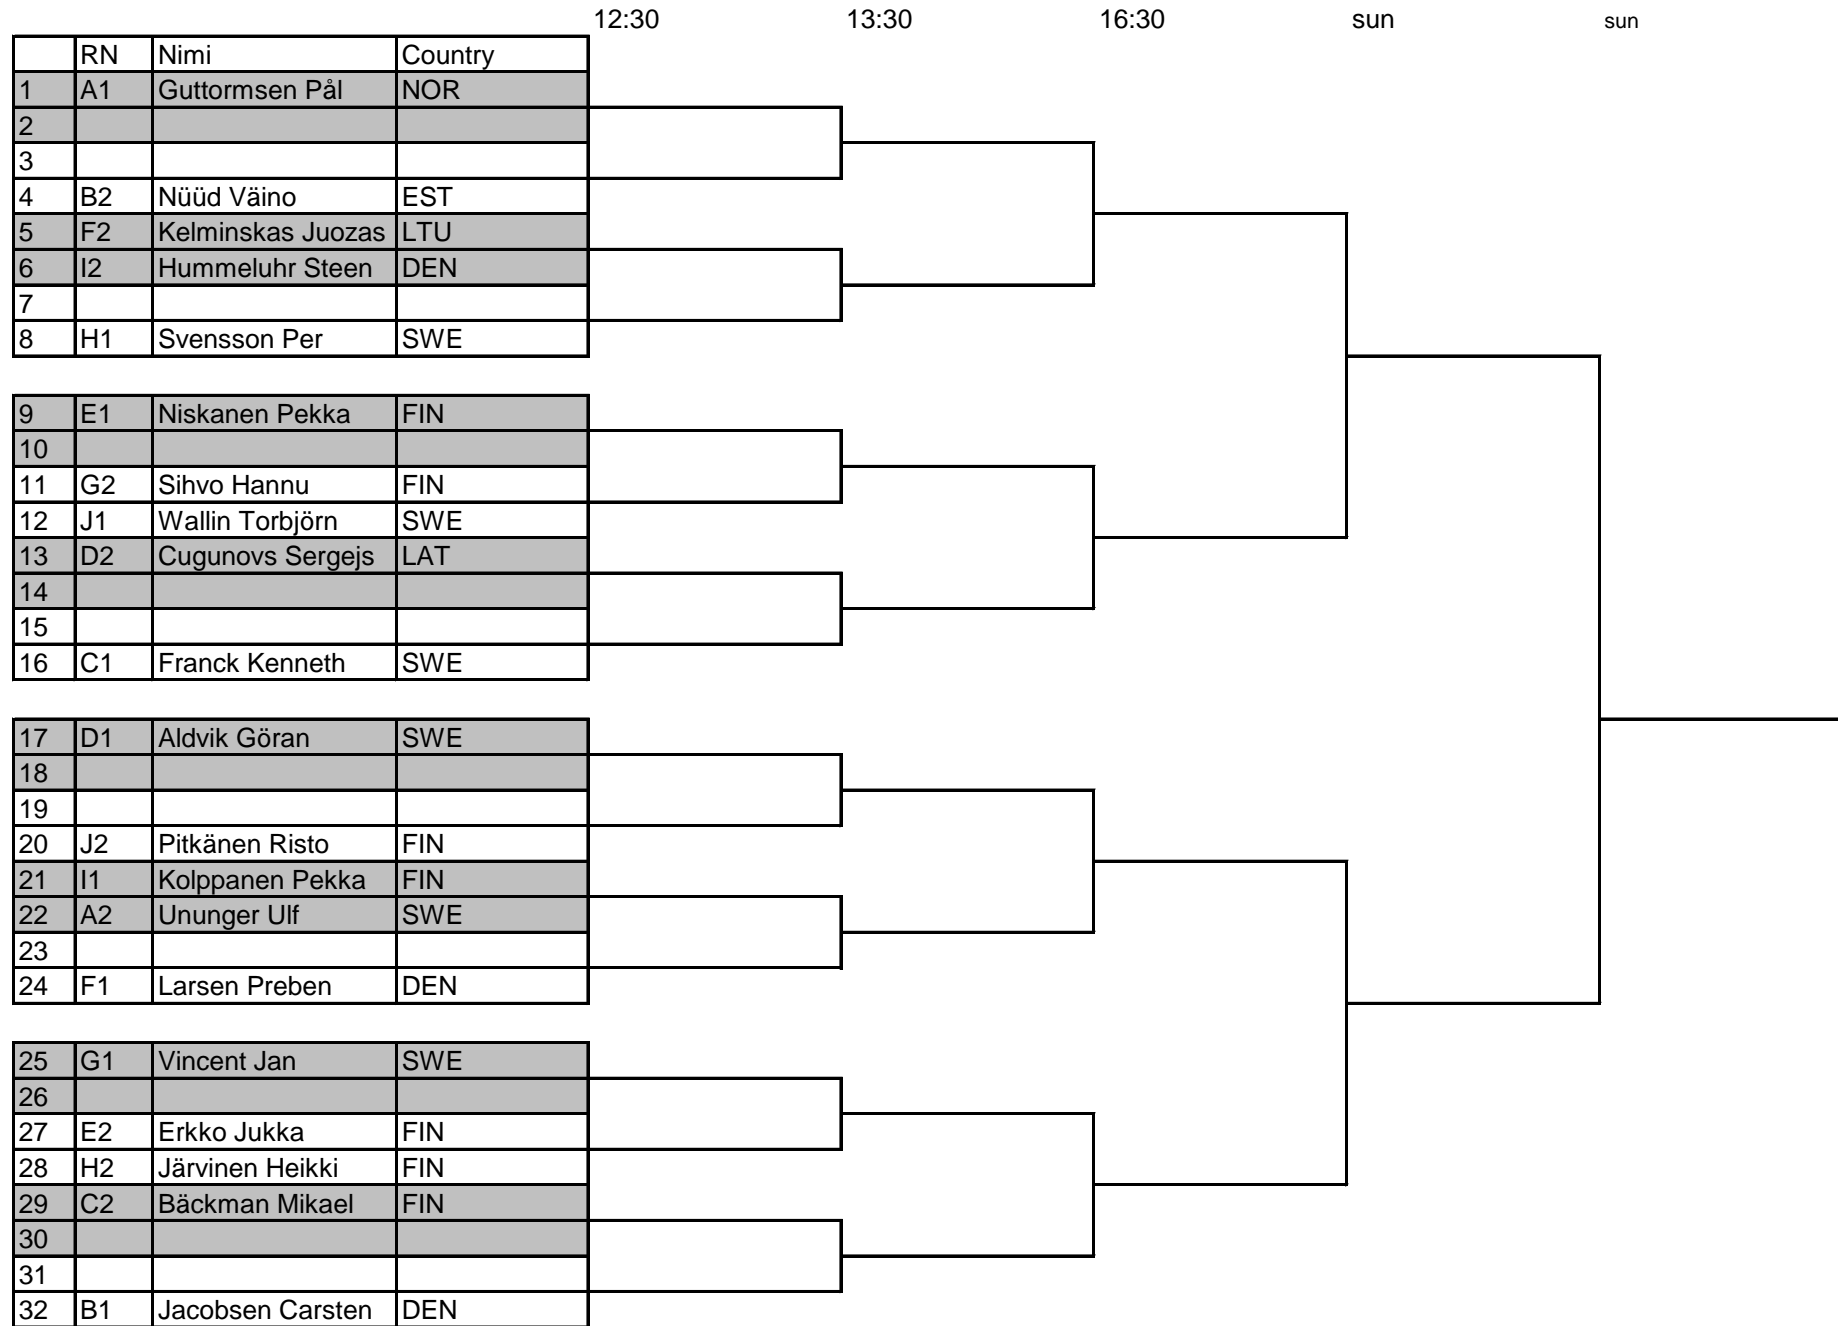 12:30 13:30 16:30 sun sun
RN Nimi Country
1 A1 Guttormsen Pål NOR
2
3
4 B2 Nüüd Väino EST
5 F2 Kelminskas Juozas LTU
6 I2 Hummeluhr Steen DEN
7
8 H1 Svensson Per SWE
9 E1 Niskanen Pekka FIN
10
11 G2 Sihvo Hannu FIN
12 J1 Wallin Torbjörn SWE
13 D2 Cugunovs Sergejs LAT
14
15
16 C1 Franck Kenneth SWE
17 D1 Aldvik Göran SWE
18
19
20 J2 Pitkänen Risto FIN
21 I1 Kolppanen Pekka FIN
22 A2 Ununger Ulf SWE
23
24 F1 Larsen Preben DEN
25 G1 Vincent Jan SWE
26
27 E2 Erkko Jukka FIN
28 H2 Järvinen Heikki FIN
29 C2 Bäckman Mikael FIN
30
31
32 B1 Jacobsen Carsten DEN